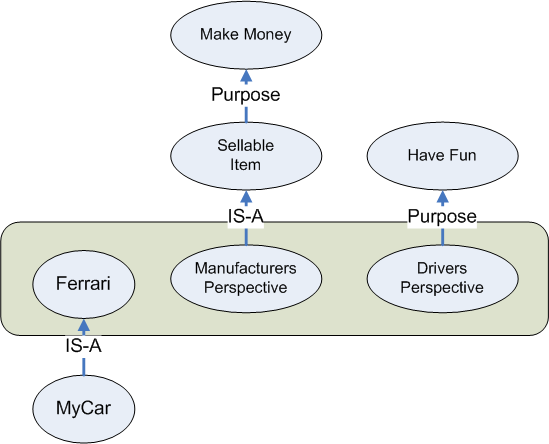 Make Money
Purpose
Sellable
Item
Have Fun
IS-A
Purpose
Ferrari
Manufacturers
Perspective
Drivers
Perspective
IS-A
MyCar